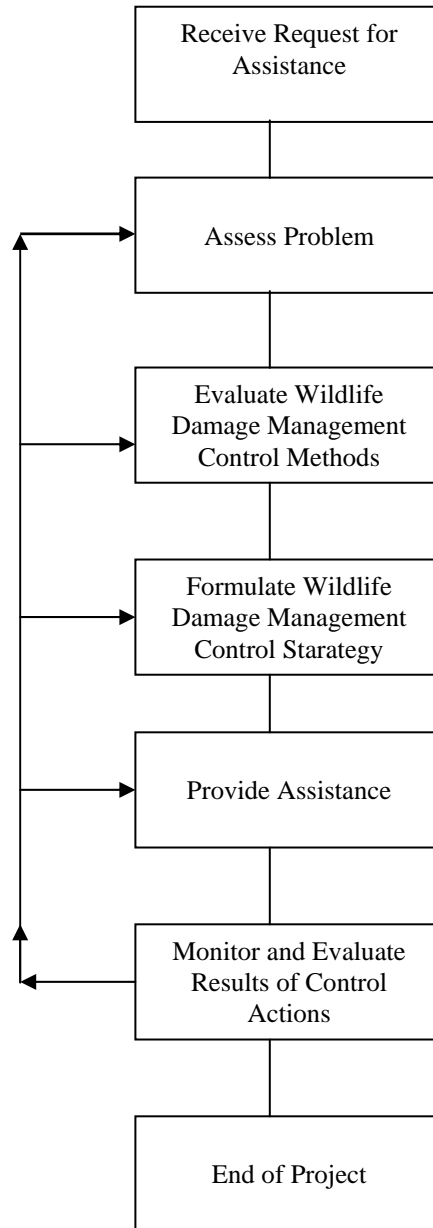 Receive Request for
Assistance
Assess Problem
Evaluate Wildlife
Damage Management
Control Methods
Formulate Wildlife
Damage Management
Control Starategy
Provide Assistance
Monitor and Evaluate
Results of Control
Actions
End of Project